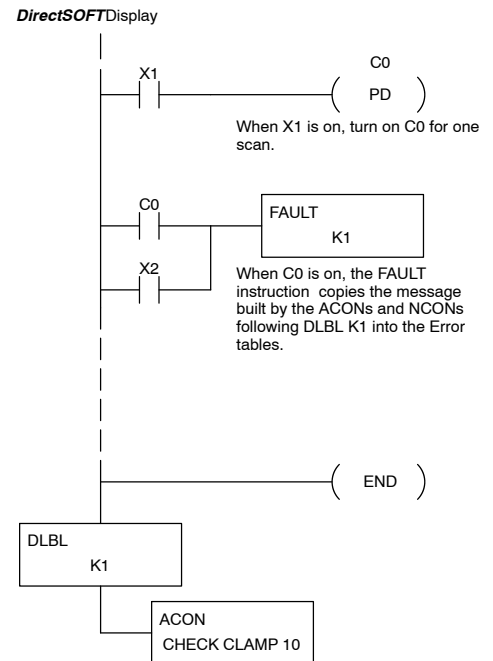 DirectSOFTDisplay
X1
C0
PD
When X1 is on, turn on C0 for one
scan.
C0
FAULT
K1
X2
When C0 is on, the FAULT
instruction copies the message
built by the ACONs and NCONs
following DLBL K1 into the Error
tables.
END
DLBL
K1
ACON
CHECK CLAMP 10